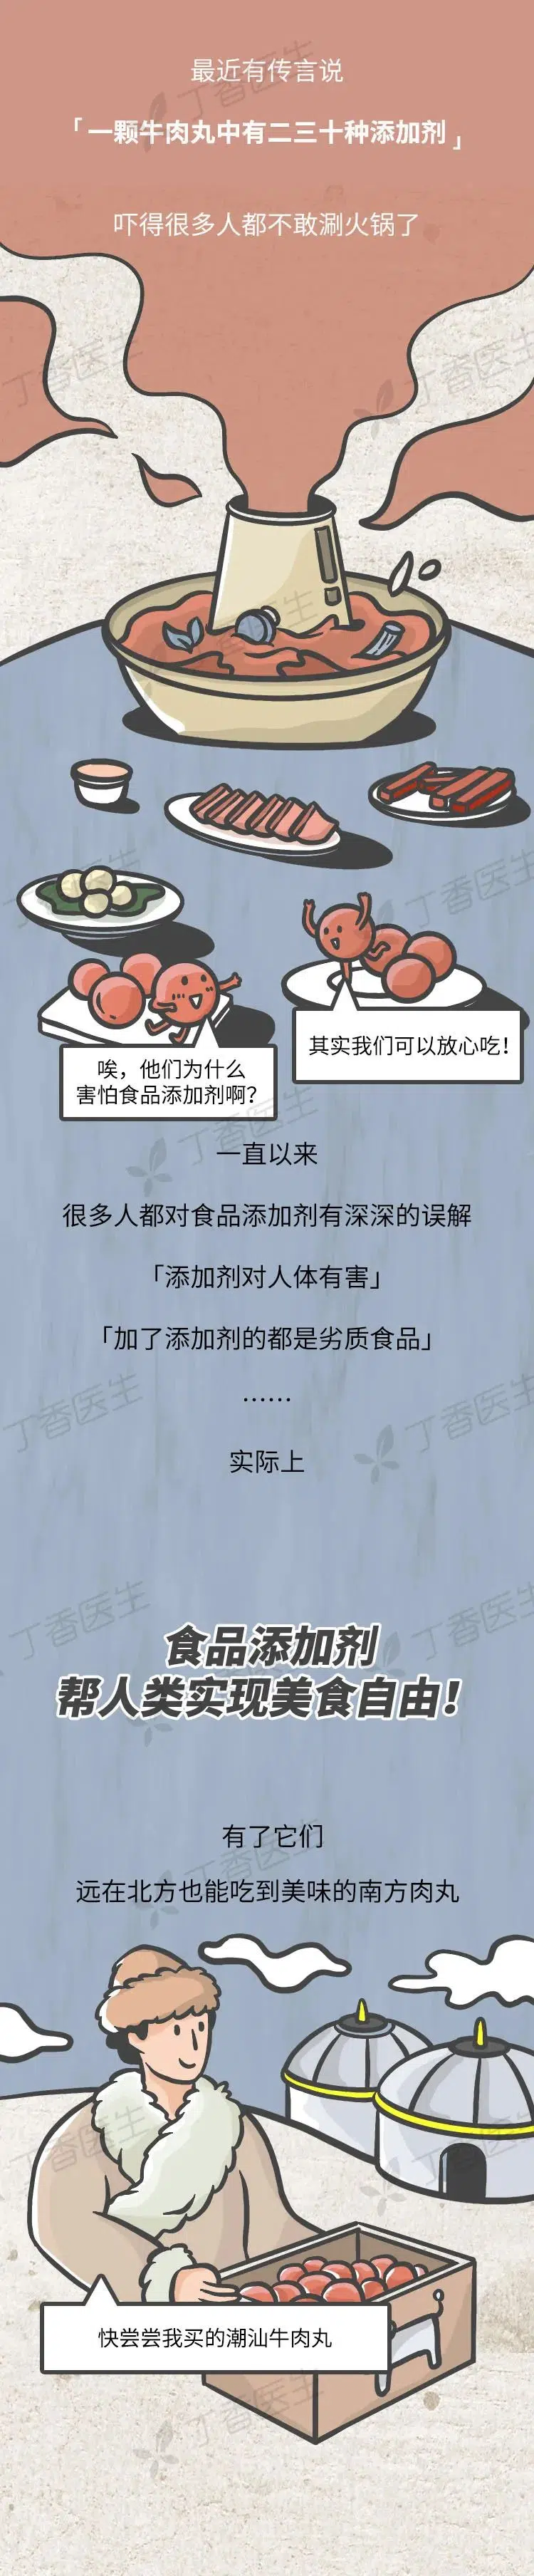 最近有传言说
「一颗牛肉丸中有二三十种添加剂」
吓得很多人都不敢涮火锅了
其实我们可以放心吃！
唉，他们为什么
害怕食品添加剂啊？
一直以来
很多人都对食品添加剂有深深的误解
「添加剂对人体有害」
「加了添加剂的都是劣质食品」
……
实际上
食品添加剂
帮人类实现美食自由！
有了它们
远在北方也能吃到美味的南方肉丸
快尝尝我买的潮汕牛肉丸
丁香医生